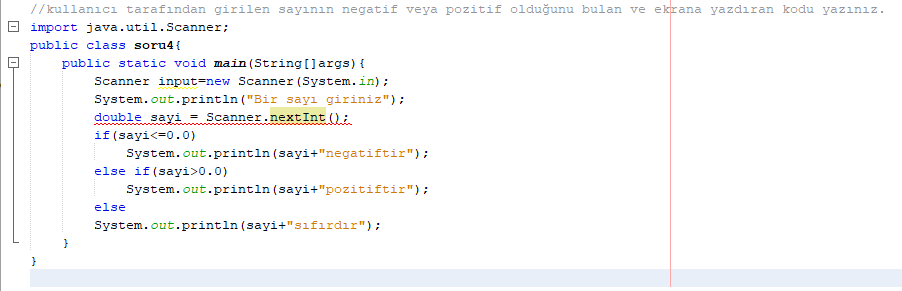 //kullanıcı tarafından girilen sayının negatif veya pozitif olduğunu bulan ve ekrana yazdıran kodu yazınız.
import java.util.Scanner;
public class soru4{
public static void main(String[]args){
Scanner input=new Scanner(System.in);
System.out.println("Bir sayı giriniz");
double sayi = Scanner.nextInt();
if(sayi<=0.0)
System.out.println(sayi+"negatiftir");
else if(sayi>0.0)
System.out.println(sayi+"pozitiftir");
else
System.out.println(sayi+"sıfırdır");
}
}